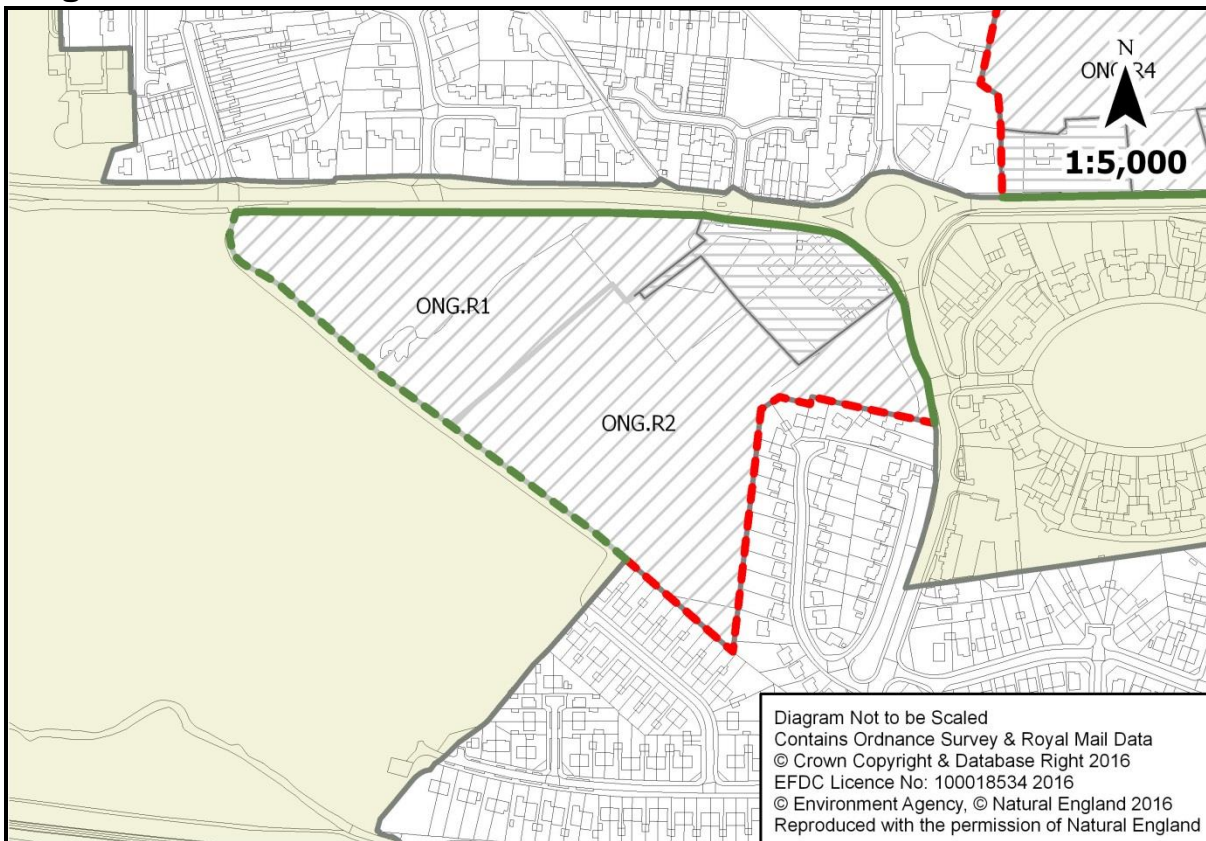 N
ONG.R4
1:5,000
ONG.R1
ONG.R2
Diagram Not to be Scaled
Contains Ordnance Survey & Royal Mail Data
© Crown Copyright & Database Right 2016
EFDC Licence No: 100018534 2016
© Environment Agency, © Natural England 2016
Reproduced with the permission of Natural England